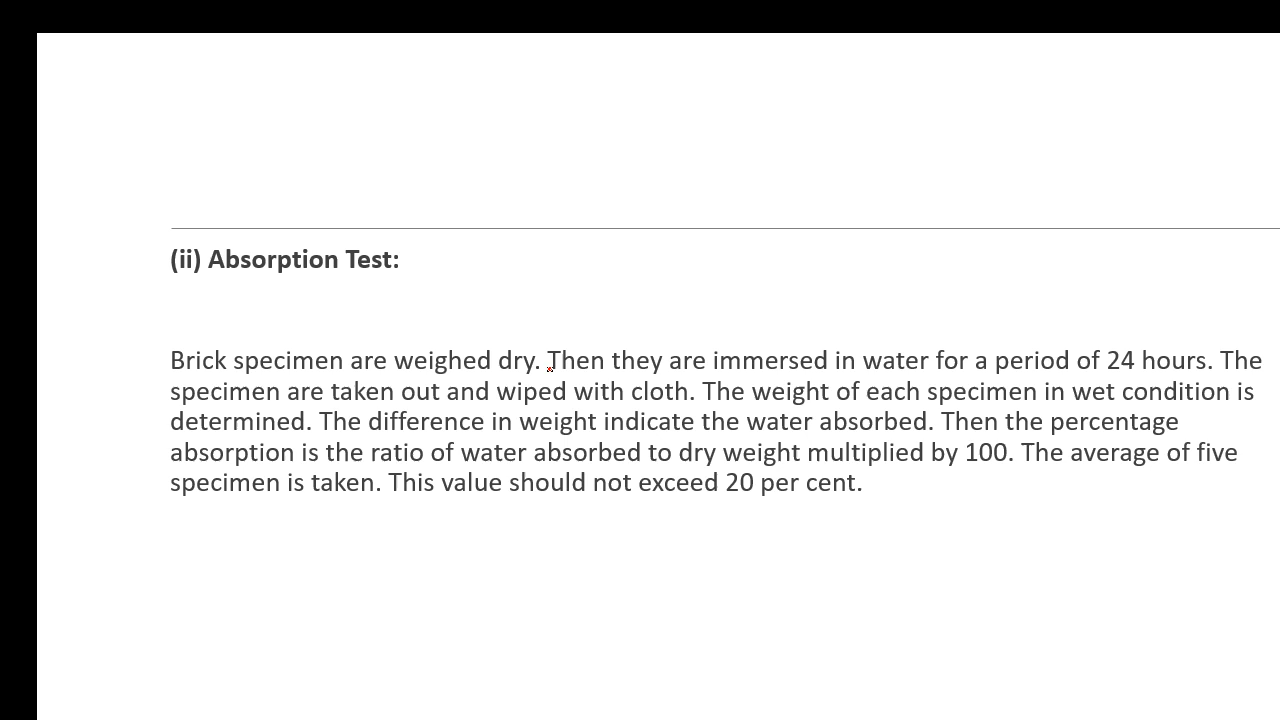 (ii) Absorption Test:
Brick specimen are weighed dry. Then they are immersed in water for a period of 24 hours. The
specimen are taken out and wiped with cloth. The weight of each specimen in wet condition is
determined. The difference in weight indicate the water absorbed. Then the percentage
absorption is the ratio of water absorbed to dry weight multiplied by 100. The average of five
specimen is taken. This value should not exceed 20 per cent.